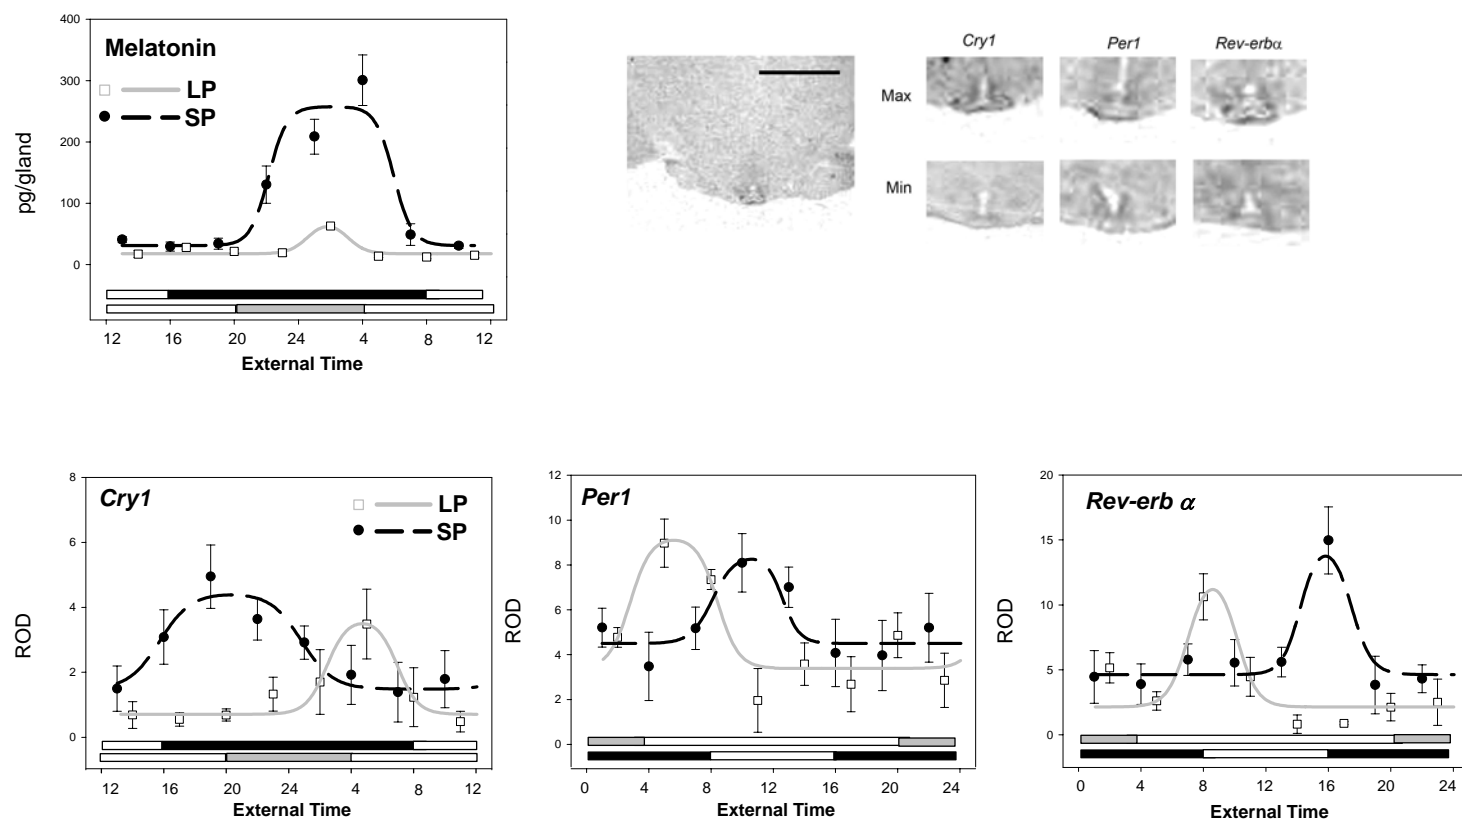 400
300
200
100
0
Melatonin
LP
SP
pg/gland
12 16 20 24 4 8 12
External Time
Cry1 Per1 Rev-erbα
Max
Min
8
6
4
2
0
Cry1
LP
SP
ROD
12 16 20 24 4 8 12
External Time
12
10
8
6
4
2
0
Per1
ROD
0 4 8 12 16 20 24
External Time
20
15
10
5
0
Rev-erb α
ROD
0 4 8 12 16 20 24
External Time